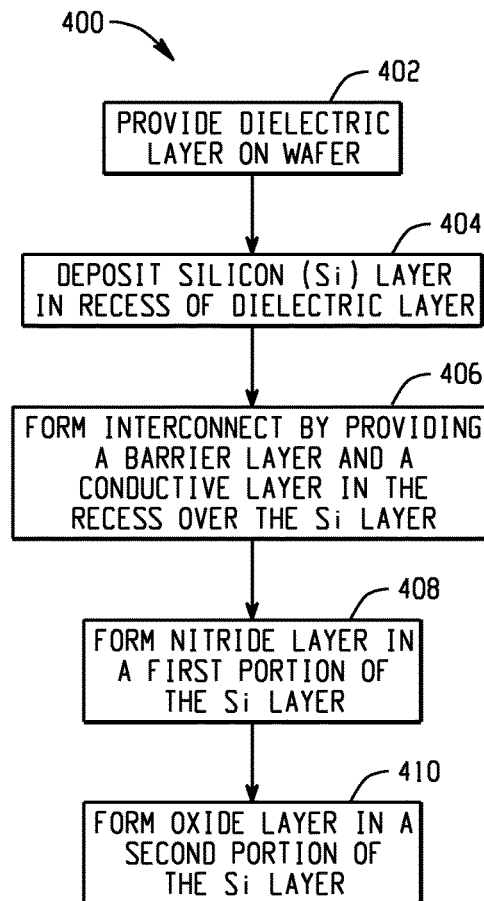 400
402
PROVIDE DIELECTRIC
LAYER ON WAFER
404
DEPOSIT SILICON (Si) LAYER
IN RECESS OF DIELECTRIC LAYER
406
FORM INTERCONNECT BY PROVIDING
A BARRIER LAYER AND A
CONDUCTIVE LAYER IN THE
RECESS OVER THE Si LAYER
408
FORM NITRIDE LAYER IN
A FIRST PORTION OF
THE Si LAYER
410
FORM OXIDE LAYER IN A
SECOND PORTION OF
THE Si LAYER